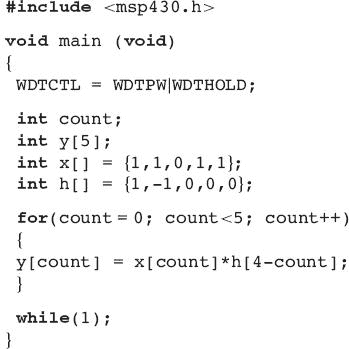 #include <msp430.h>
void main (void)
{
WDTCTL = WDTPW|WDTHOLD;
int count;
int y[5];
int x[] = {1,1,0,1,1};
int h[] = {1,-1,0,0,0};
for(count = 0; count<5; count++)
{
y[count] = x[count]*h[4-count];
}
while(1);
}